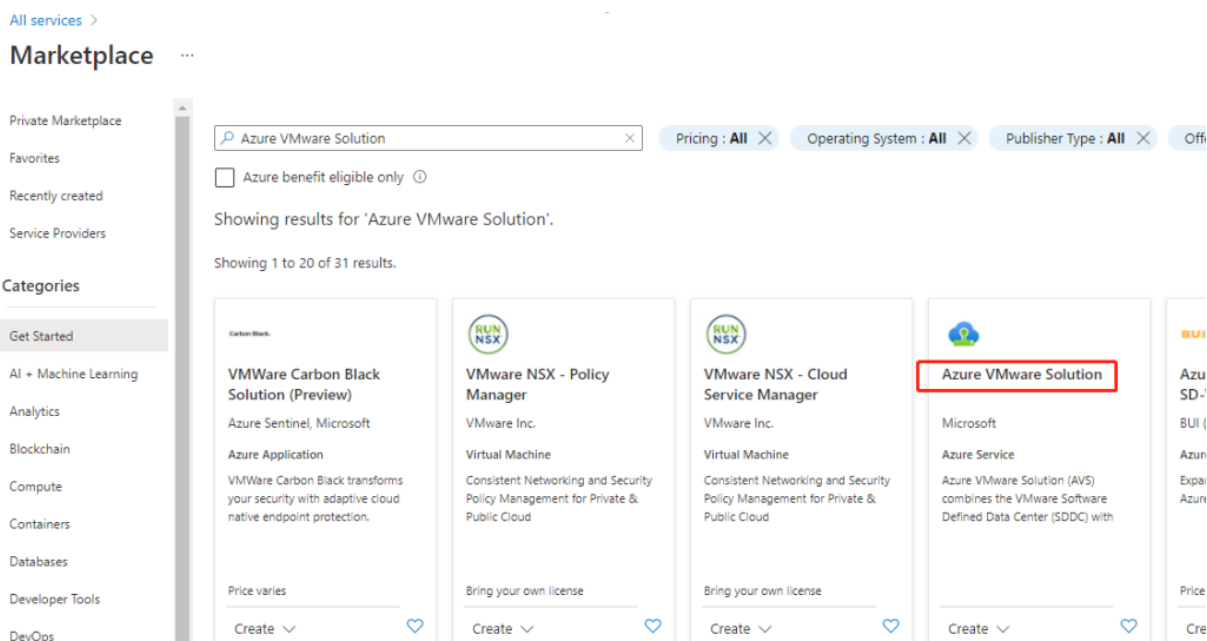 All services >
Marketplace ...
Private Marketplace
Favorites
Recently created
Service Providers
Categories
Get Started
AI + Machine Learning
Analytics
Blockchain
Compute
Containers
Databases
Developer Tools
DevOps
Azure VMware Solution
Pricing : All
Operating System : All
Publisher Type : All
Azure benefit eligible only
Showing results for 'Azure VMware Solution'.
Showing 1 to 20 of 31 results.
Carbon Black.
VMWare Carbon Black
Solution (Preview)
Azure Sentinel, Microsoft
Azure Application
VMWare Carbon Black transforms
your security with adaptive cloud
native endpoint protection.
Price varies
Create
RUN
NSX
VMware NSX - Policy
Manager
VMware Inc.
Virtual Machine
Consistent Networking and Security
Policy Management for Private &
Public Cloud
Bring your own license
Create
RUN
NSX
VMware NSX - Cloud
Service Manager
VMware Inc.
Virtual Machine
Consistent Networking and Security
Policy Management for Private &
Public Cloud
Bring your own license
Create
Azure VMware Solution
Microsoft
Azure Service
Azure VMware Solution (AVS)
combines the VMware Software
Defined Data Center (SDDC) with
Create
BUI
BUI (
Price